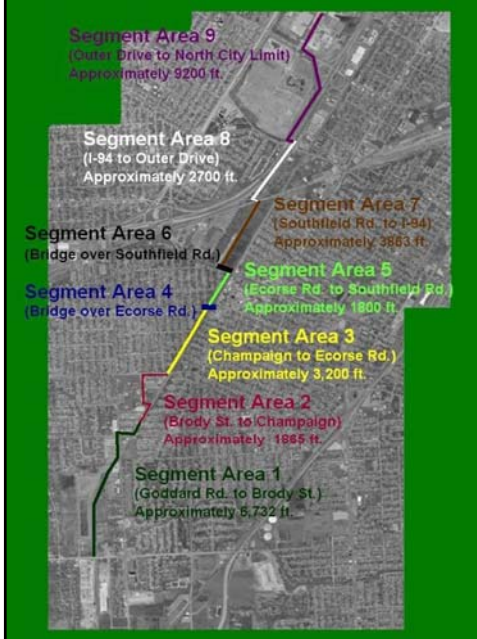 Segment Area 9
(Outer Drive to North City Limit)
Approximately 9200 ft.
Segment Area 8
(I-94 to Outer Drive)
Approximately 2700 ft.
Segment Area 7
(Southfield Rd. to I-94)
Approximately 3863 ft.
Segment Area 6
(Bridge over Southfield Rd.)
Segment Area 5
(Ecorse Rd. to Southfield Rd.)
Approximately 1800 ft.
Segment Area 4
(Bridge over Ecorse Rd.)
Segment Area 3
(Champaign to Ecorse Rd.)
Approximately 3,200 ft.
Segment Area 2
(Brody St. to Champaign)
Approximately 1865 ft.
Segment Area 1
(Goddard Rd. to Brody St.)
Approximately 6,732 ft.